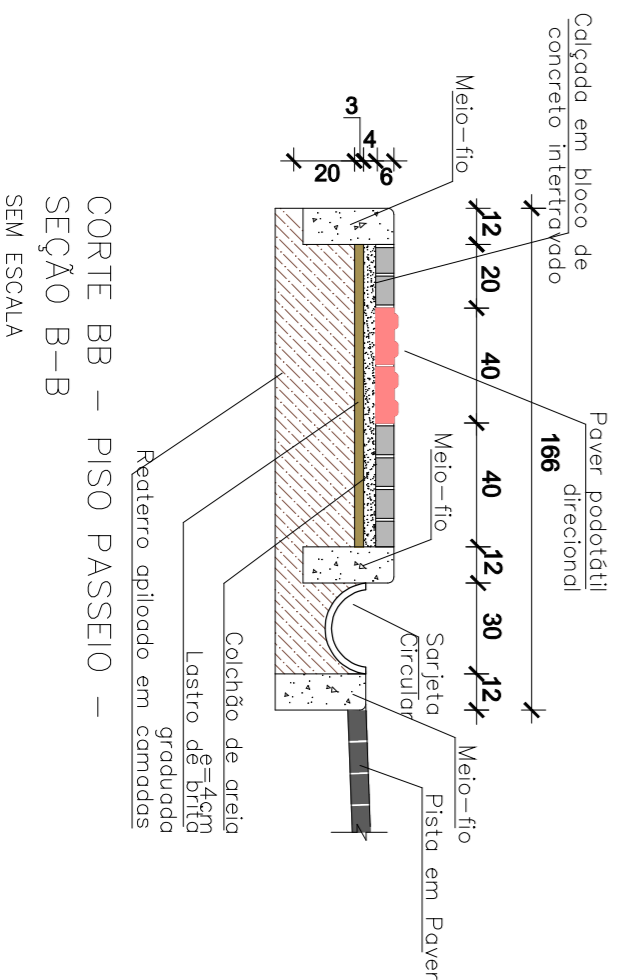 Calçada em bloco de
concreto intertravado
Paver podotátil
direcional
166
12
20
40
40
12
30
12
Meio-fio
Meio-fio
Sarjeta
Circular
Meio-fio
Pista em Paver
3
4
6
20
Colchão de areia
e=4cm
Lastro de brita
graduada
Reaterro apiloado em camadas
CORTE BB - PISO PASSEIO -
SEÇÃO B-B
SEM ESCALA